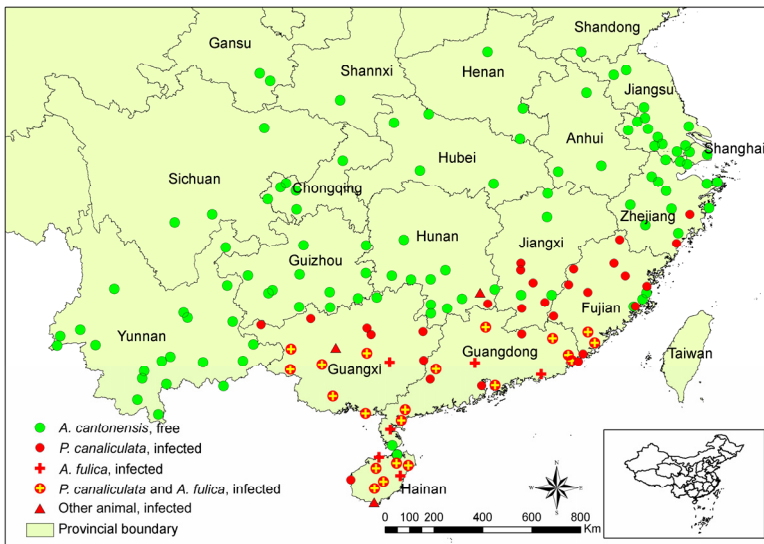 Shandong
Gansu
Shannxi
Henan
Jiangsu
Anhui
Shanghai
Hubei
Sichuan
Chongqing
Zhejiang
Hunan
Jiangxi
Guizhou
Fujian
Yunnan
Guangxi
Guangdong
Taiwan
Hainan
A. cantonensis, free
P. canaliculata, infected
A. fulica, infected
P. canaliculata and A. fulica, infected
Other animal, infected
Provincial boundary
0 100 200 400 600 800
Km